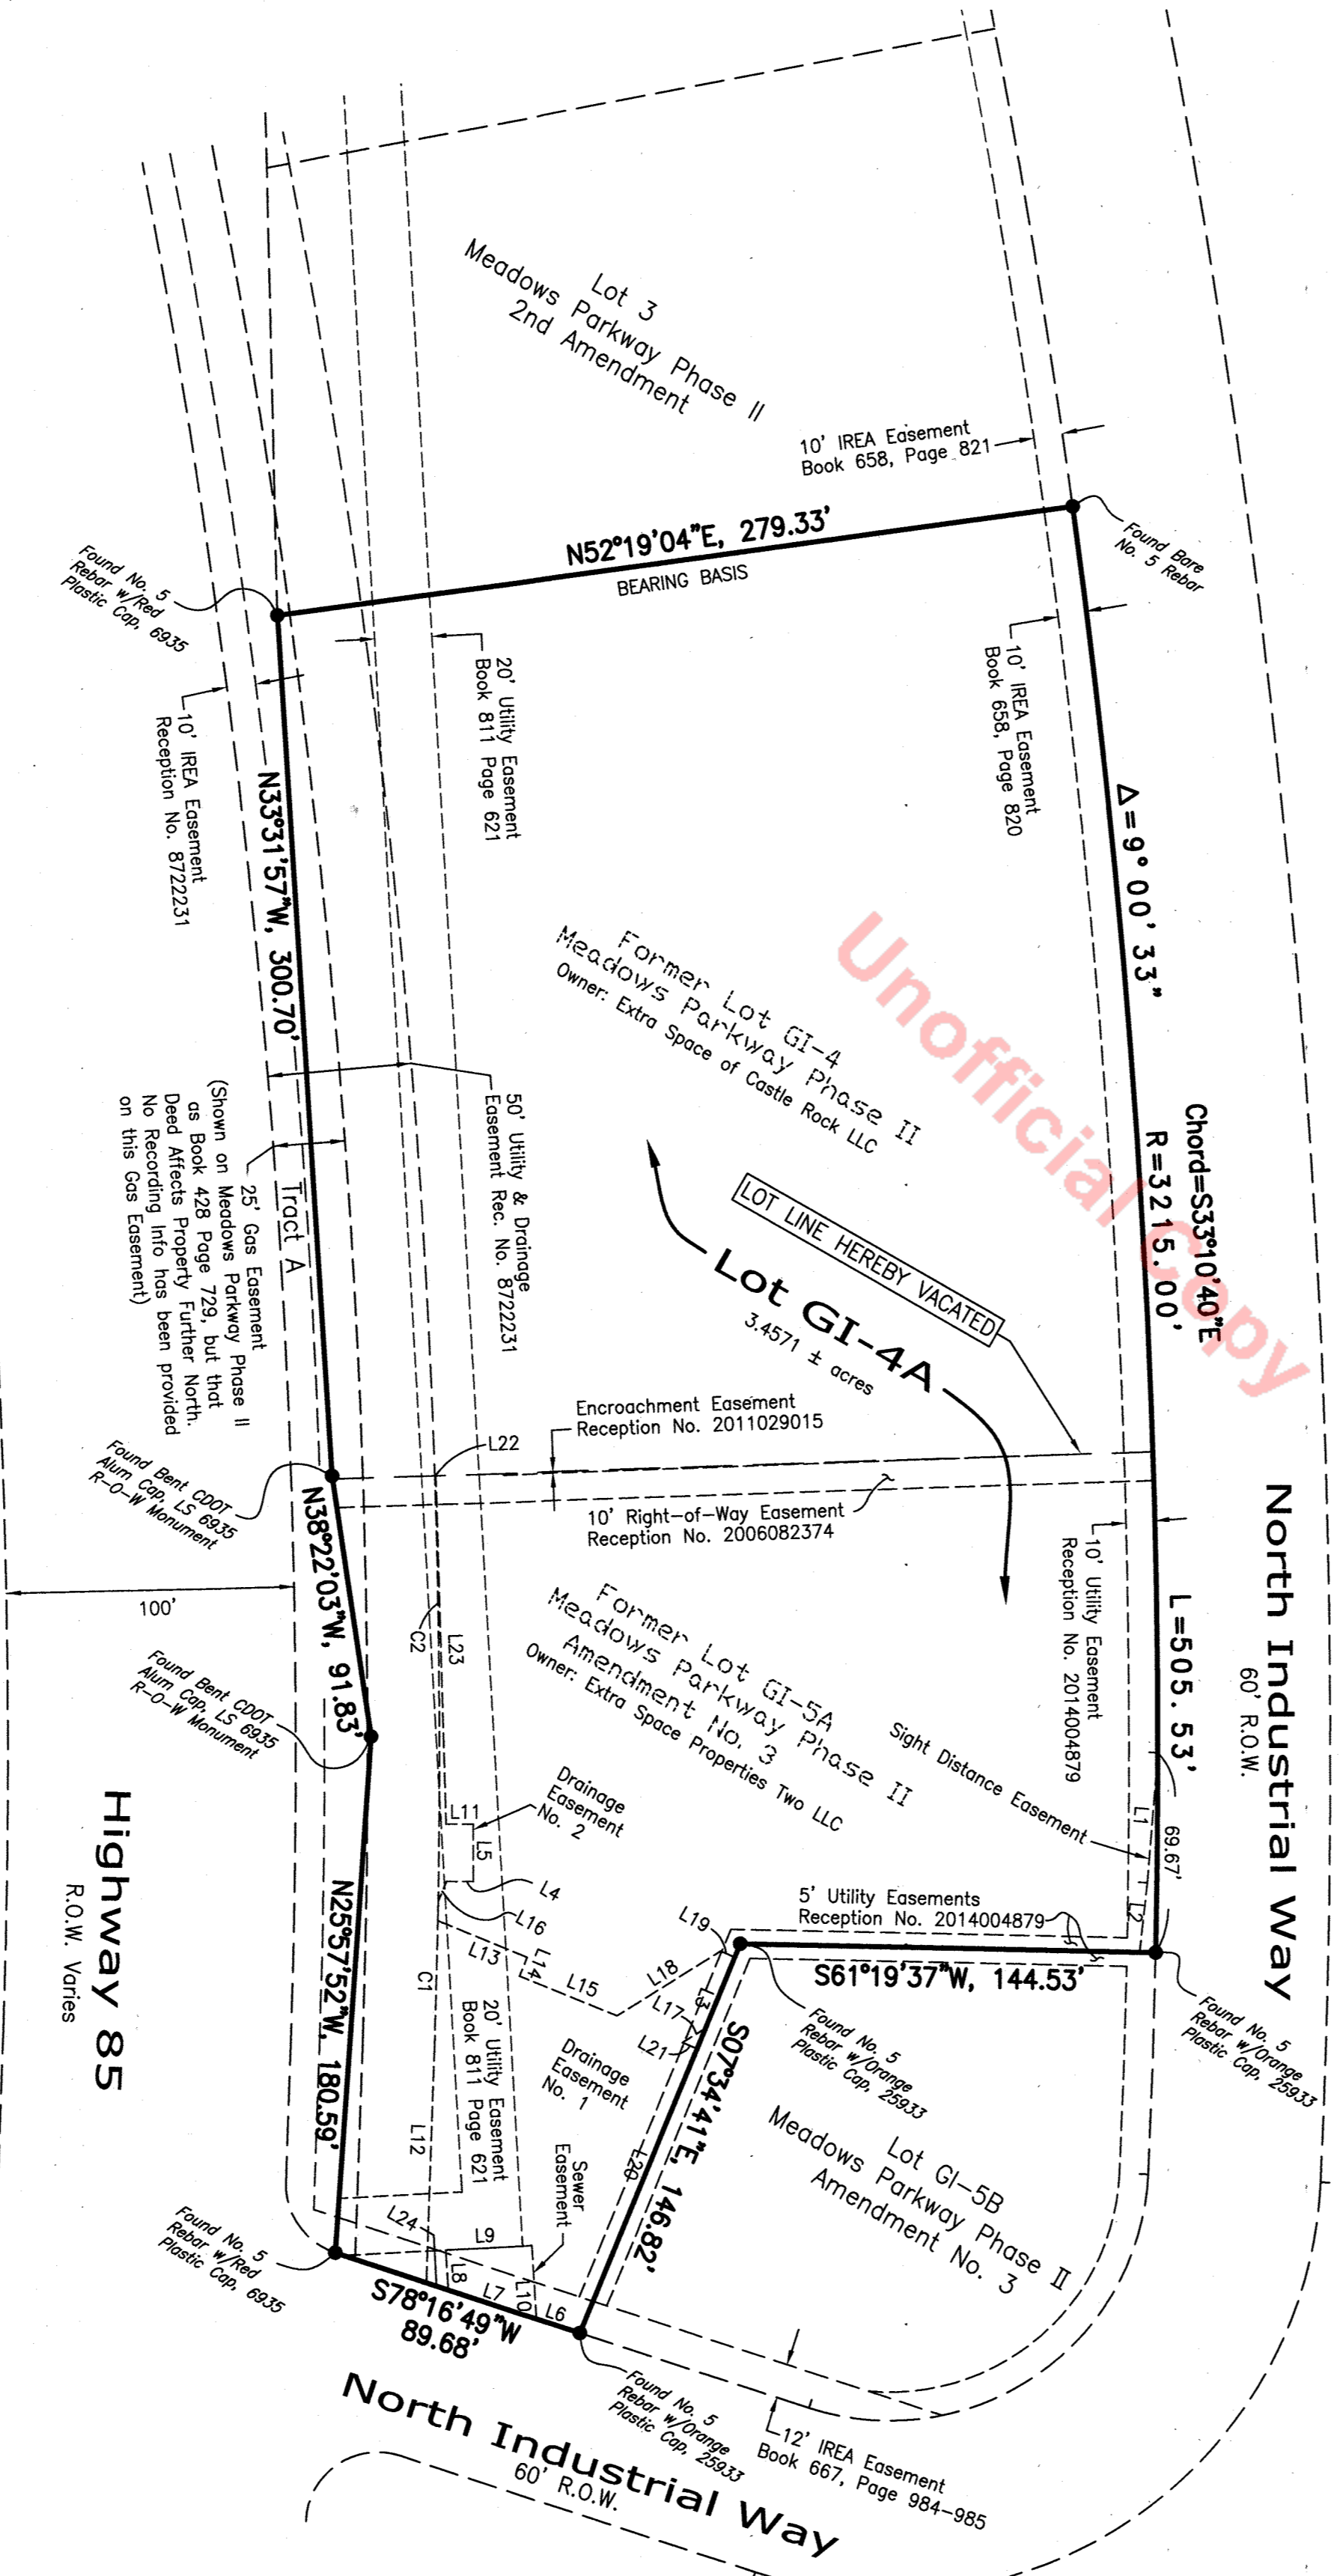 Lot 3
Meadows Parkway Phase II
2nd Amendment
10' IREA Easement
Book 658, Page 821
Found Bare
No. 5 Rebar
N52°19'04"E, 279.33'
BEARING BASIS
Found No. 5
Rebar w/Red
Plastic Cap, 6935
10' IREA Easement
Reception No. 8722231
20' Utility Easement
Book 811 Page 621
10' IREA Easement
Book 658, Page 820
N33°31'57"W, 300.70'
Δ=9°00'33"
R=3215.00'
L=505.53'
Chord=S33°10'40"E
Unofficial Copy
Former Lot GI-4
Meadows Parkway Phase II
Owner: Extra Space of Castle Rock LLC
LOT LINE HEREBY VACATED
Lot GI-4A
3.4571 ± acres
50' Utility & Drainage
Easement Rec. No. 8722231
Tract A
25' Gas Easement
(Shown on Meadows Parkway Phase II
as Book 428 Page 729, but that
Deed Affects Property Further North.
No Recording Info has been provided
on this Gas Easement)
Encroachment Easement
Reception No. 2011029015
L22
10' Right-of-Way Easement
Reception No. 2006082374
Found Bent CDOT
Alum Cap, LS 6935
R-O-W Monument
N38°22'03"W, 91.83'
100'
Found Bent CDOT
Alum Cap, LS 6935
R-O-W Monument
C2
L23
Former Lot GI-5A
Meadows Parkway Phase II
Amendment No. 3
Owner: Extra Space Properties Two LLC
10' Utility Easement
Reception No. 2014004879
North Industrial Way
60' R.O.W.
Sight Distance Easement
L1
69.67'
L2
Drainage
Easement
No. 2
L11
L5
L4
L16
L13
L14
L15
L18
L19
5' Utility Easements
Reception No. 2014004879
S61°19'37"W, 144.53'
Found No. 5
Rebar w/Orange
Plastic Cap, 25933
Found No. 5
Rebar w/Orange
Plastic Cap, 25933
L3
L17
L21
S07°34'41"E, 146.82'
L20
Drainage
Easement
No. 1
C1
L12
20' Utility Easement
Book 811 Page 621
Sewer
Easement
Lot GI-5B
Meadows Parkway Phase II
Amendment No. 3
Highway 85
R.O.W. Varies
N25°57'52"W, 180.59'
Found No. 5
Rebar w/Red
Plastic Cap, 6935
L24
L9
L8
L7
L10
L6
S78°16'49"W
89.68'
Found No. 5
Rebar w/Orange
Plastic Cap, 25933
12' IREA Easement
Book 667, Page 984-985
North Industrial Way
60' R.O.W.